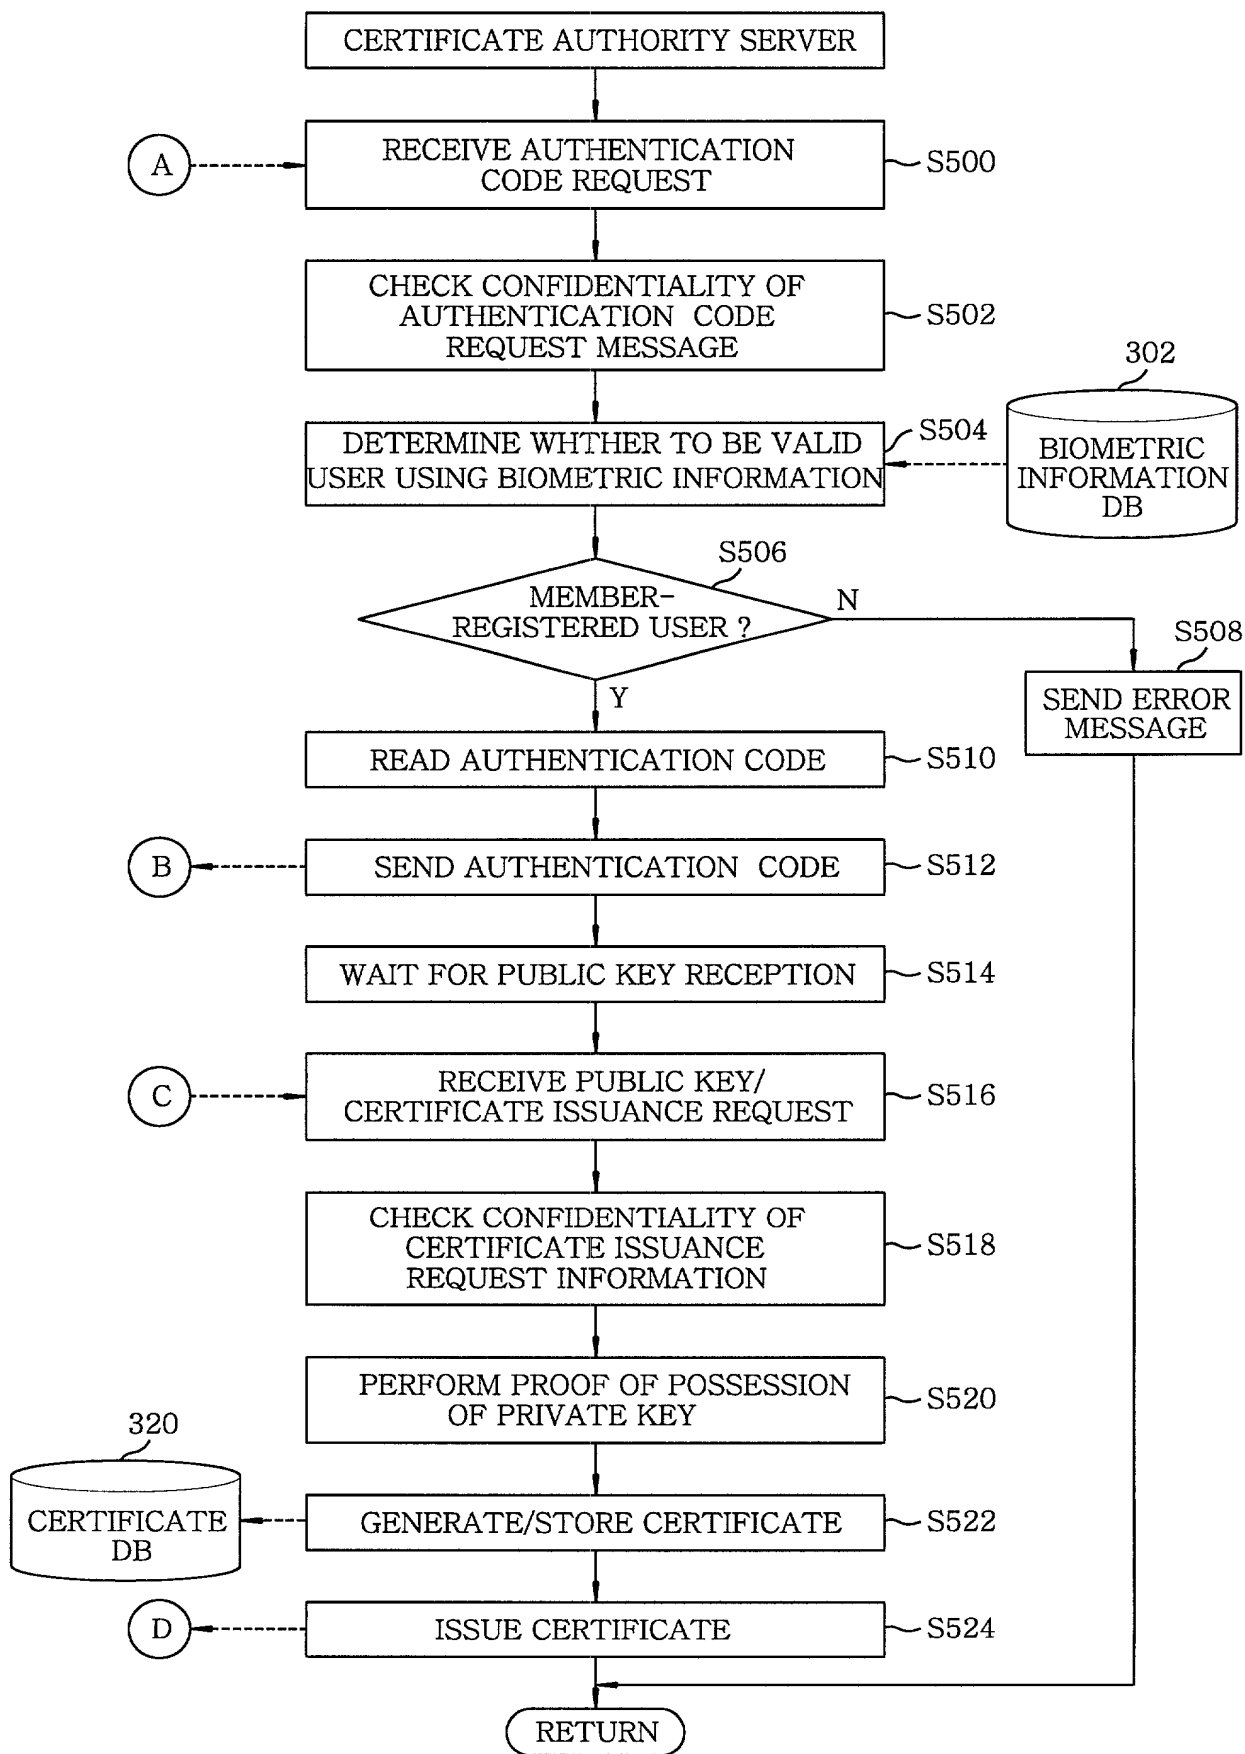 CERTIFICATE AUTHORITY SERVER
A
RECEIVE AUTHENTICATION
CODE REQUEST
S500
CHECK CONFIDENTIALITY OF
AUTHENTICATION CODE
REQUEST MESSAGE
S502
302
DETERMINE WHTHER TO BE VALID
USER USING BIOMETRIC INFORMATION
S504
BIOMETRIC
INFORMATION
DB
S506
MEMBER-
REGISTERED USER ?
N
Y
S508
SEND ERROR
MESSAGE
READ AUTHENTICATION CODE
S510
B
SEND AUTHENTICATION CODE
S512
WAIT FOR PUBLIC KEY RECEPTION
S514
C
RECEIVE PUBLIC KEY/
CERTIFICATE ISSUANCE REQUEST
S516
CHECK CONFIDENTIALITY OF
CERTIFICATE ISSUANCE
REQUEST INFORMATION
S518
PERFORM PROOF OF POSSESSION
OF PRIVATE KEY
S520
320
CERTIFICATE
DB
GENERATE/STORE CERTIFICATE
S522
D
ISSUE CERTIFICATE
S524
RETURN